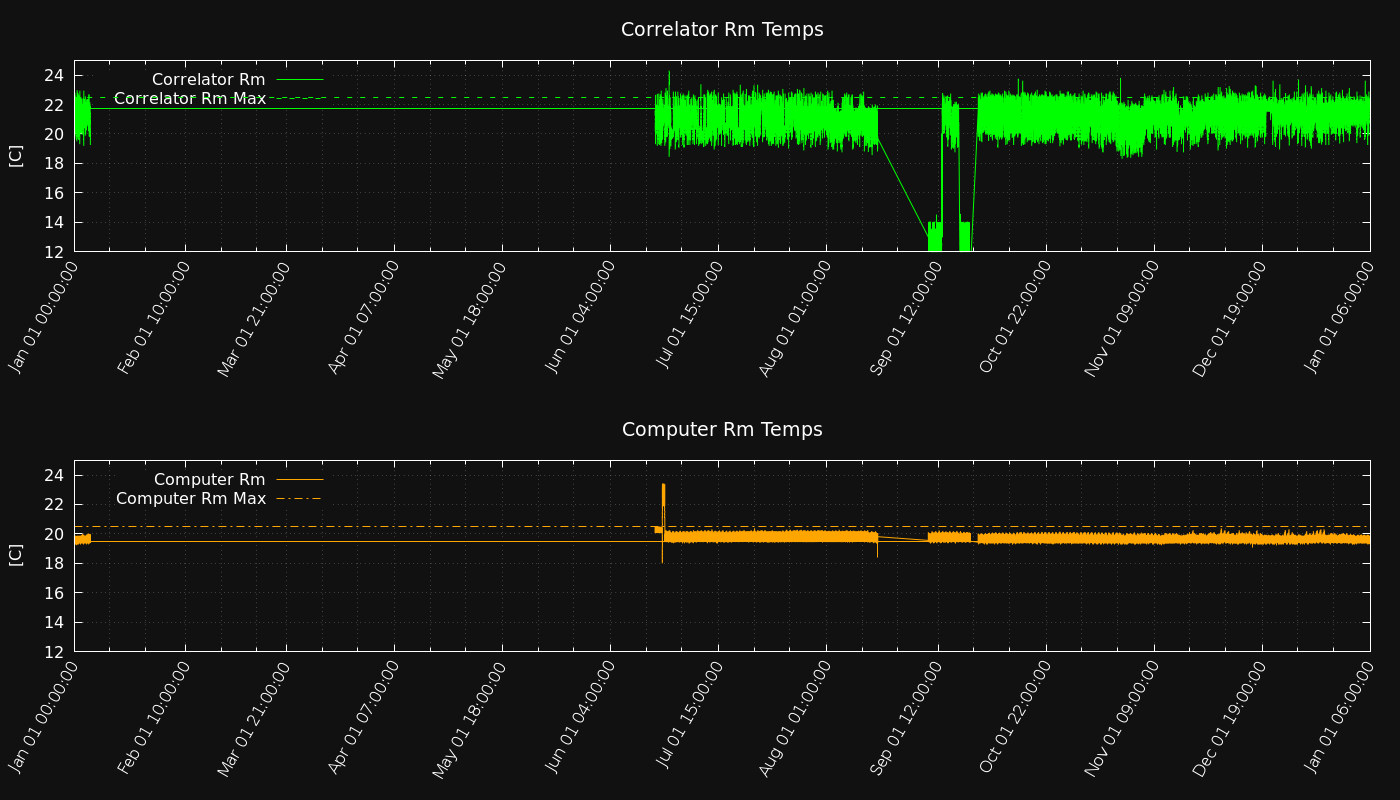 Correlator Rm Temps
Correlator Rm
Correlator Rm Max
[C]
24
22
20
18
16
14
12
Jan 01 00:00:00
Feb 01 10:00:00
Mar 01 21:00:00
Apr 01 07:00:00
May 01 18:00:00
Jun 01 04:00:00
Jul 01 15:00:00
Aug 01 01:00:00
Sep 01 12:00:00
Oct 01 22:00:00
Nov 01 09:00:00
Dec 01 19:00:00
Jan 01 06:00:00
Computer Rm Temps
Computer Rm
Computer Rm Max
[C]
24
22
20
18
16
14
12
Jan 01 00:00:00
Feb 01 10:00:00
Mar 01 21:00:00
Apr 01 07:00:00
May 01 18:00:00
Jun 01 04:00:00
Jul 01 15:00:00
Aug 01 01:00:00
Sep 01 12:00:00
Oct 01 22:00:00
Nov 01 09:00:00
Dec 01 19:00:00
Jan 01 06:00:00